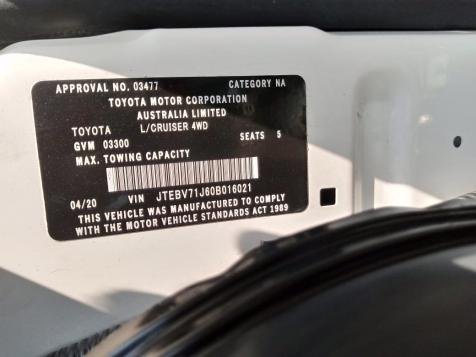 APPROVAL NO. 03477 CATEGORY NA
TOYOTA MOTOR CORPORATION
AUSTRALIA LIMITED
TOYOTA L/CRUISER 4WD
GVM 03300 SEATS 5
MAX. TOWING CAPACITY
04/20 VIN JTEBV71J60B016021
THIS VEHICLE WAS MANUFACTURED TO COMPLY
WITH THE MOTOR VEHICLE STANDARDS ACT 1989